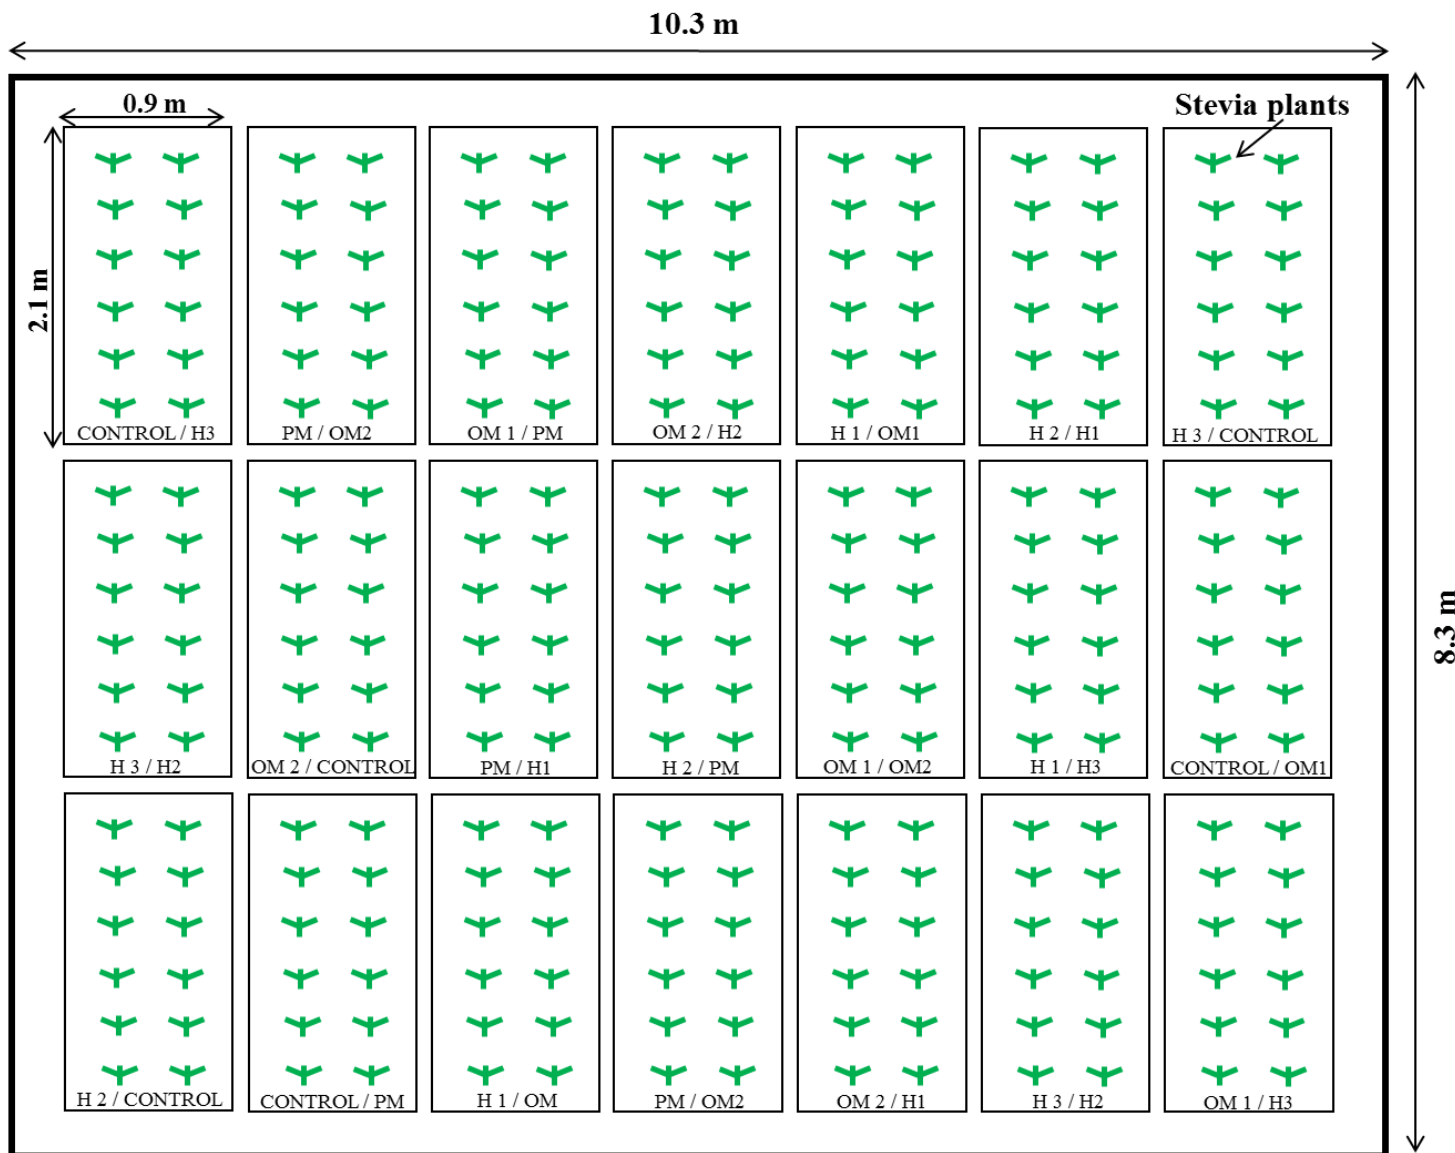 10.3 m
0.9 m
Stevia plants
2.1 m
CONTROL / H3
PM / OM2
OM 1 / PM
OM 2 / H2
H 1 / OM1
H 2 / H1
H 3 / CONTROL
8.3 m
H 3 / H2
OM 2 / CONTROL
PM / H1
H 2 / PM
OM 1 / OM2
H 1 / H3
CONTROL / OM1
H 2 / CONTROL
CONTROL / PM
H 1 / OM
PM / OM2
OM 2 / H1
H 3 / H2
OM 1 / H3